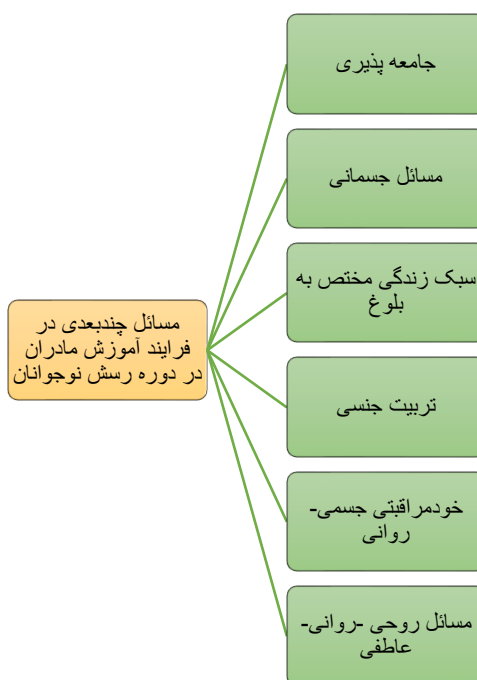 جامعه پذیری
مسائل جسمانی
سبک زندگی مختص به
بلوغ
مسائل چندبعدی در
فرایند آموزش مادران
در دوره رسش نوجوانان
تربیت جنسی
خودمراقبتی جسمی-
روانی
مسائل روحی -روانی-
عاطفی